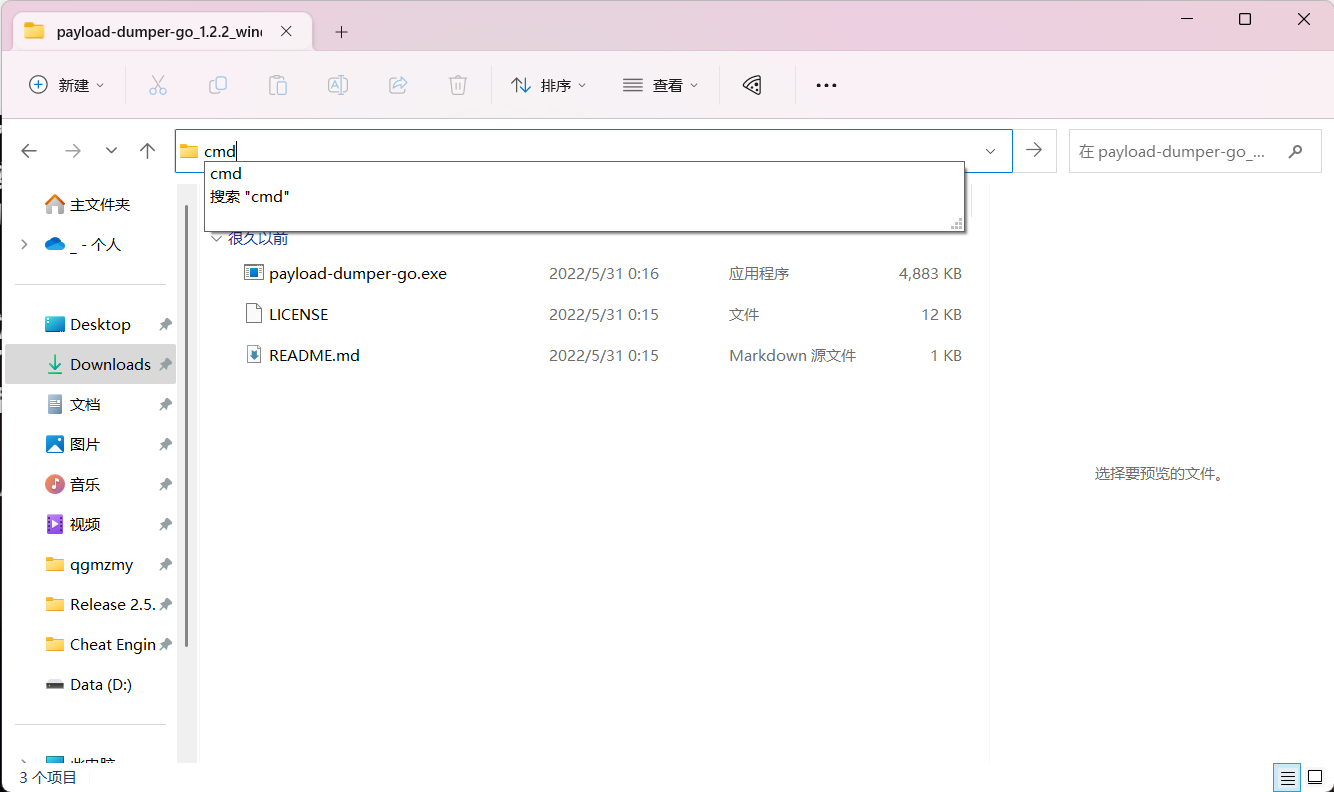 payload-dumper-go_1.2.2_win
新建
排序
查看
cmd
在 payload-dumper-go_...
cmd
搜索 "cmd"
主文件夹
_ - 个人
Desktop
Downloads
文档
图片
音乐
视频
qgmzmy
Release 2.5.
Cheat Engin
Data (D:)
此电脑
很久以前
payload-dumper-go.exe 2022/5/31 0:16 应用程序 4,883 KB
LICENSE 2022/5/31 0:15 文件 12 KB
README.md 2022/5/31 0:15 Markdown 源文件 1 KB
选择要预览的文件。
3 个项目